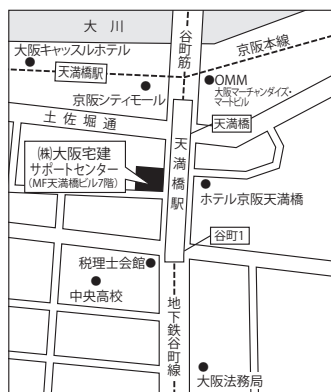 大川
谷町筋
大阪キャッスルホテル
京阪本線
天満橋駅
OMM
大阪マーチャンダイズ・
マートビル
京阪シティモール
土佐堀通
天満橋
㈱大阪宅建
サポートセンター
(MF天満橋ビル7階)
天満橋駅
ホテル京阪天満橋
谷町1
税理士会館
中央高校
地下鉄谷町線
大阪法務局